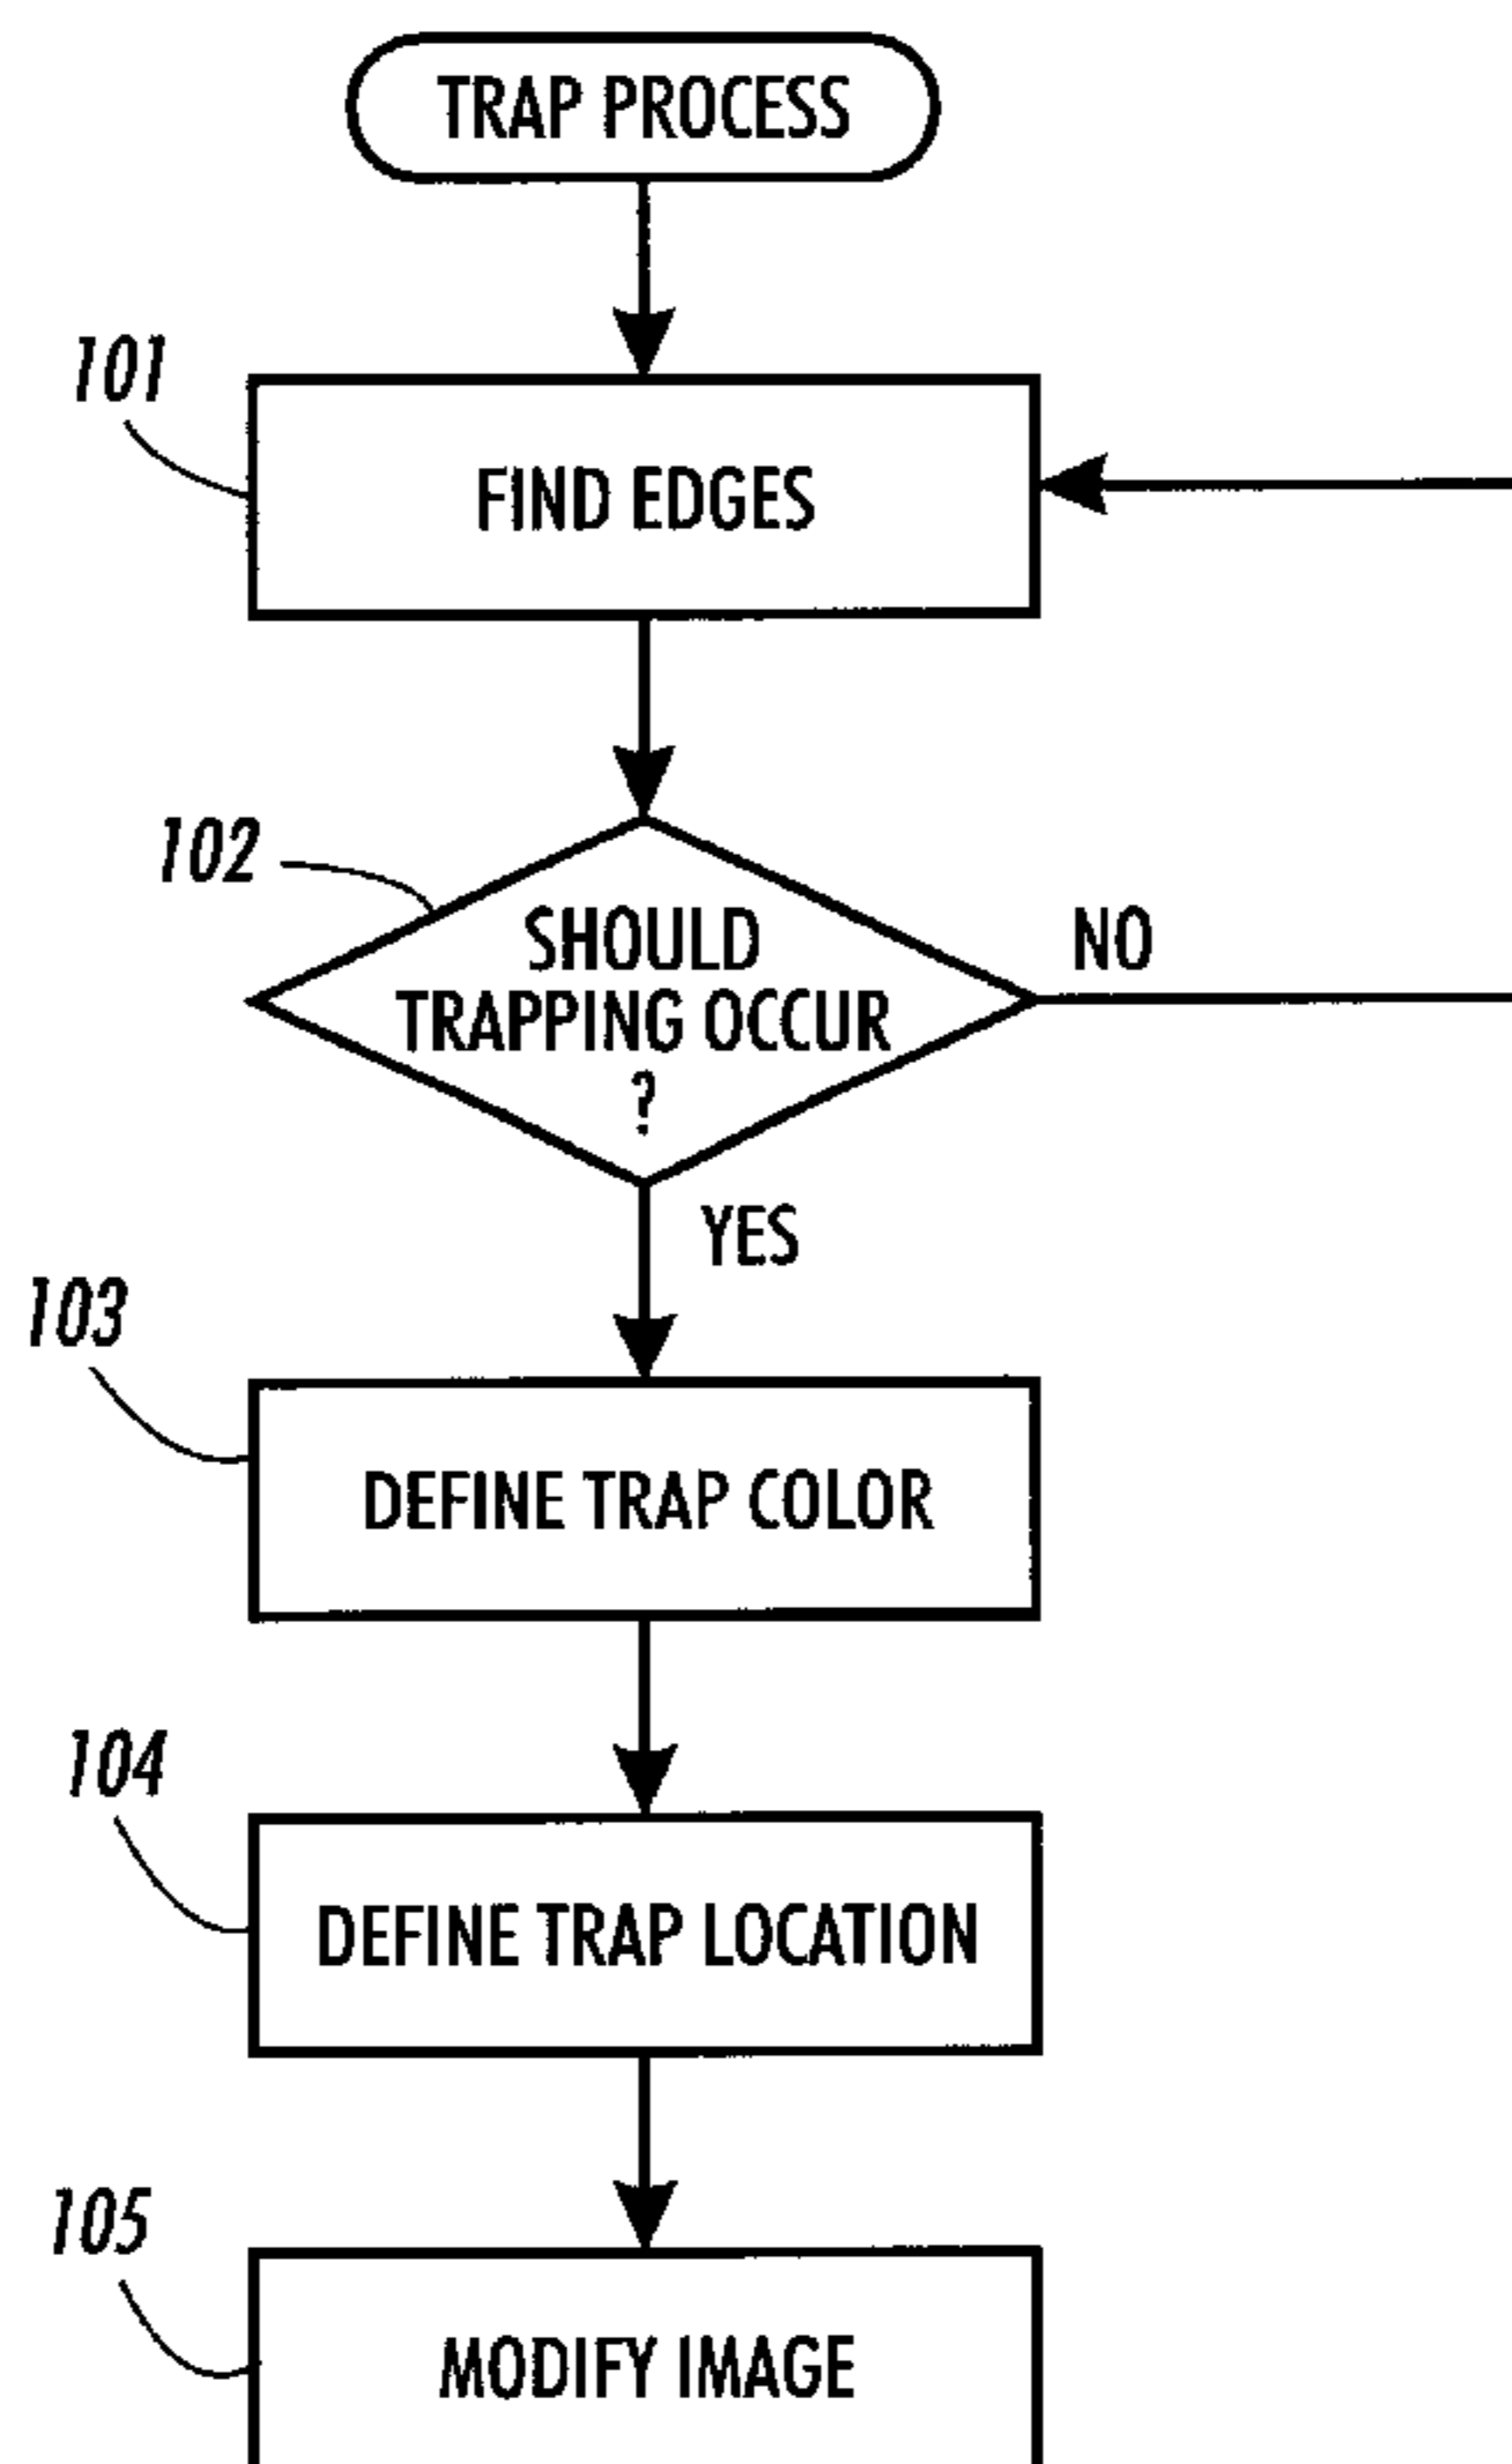 TRAP PROCESS
101
FIND EDGES
102
SHOULD
TRAPPING OCCUR
?
NO
YES
103
DEFINE TRAP COLOR
104
DEFINE TRAP LOCATION
105
MODIFY IMAGE